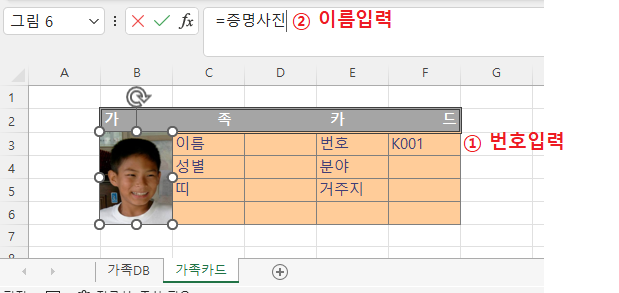 그림 6 =증명사진 ② 이름입력
A B C D E F G
1
2 가 족 카 드
3 이름 번호 K001 ① 번호입력
4 성별 분야
5 띠 거주지
6
7
가족DB 가족카드